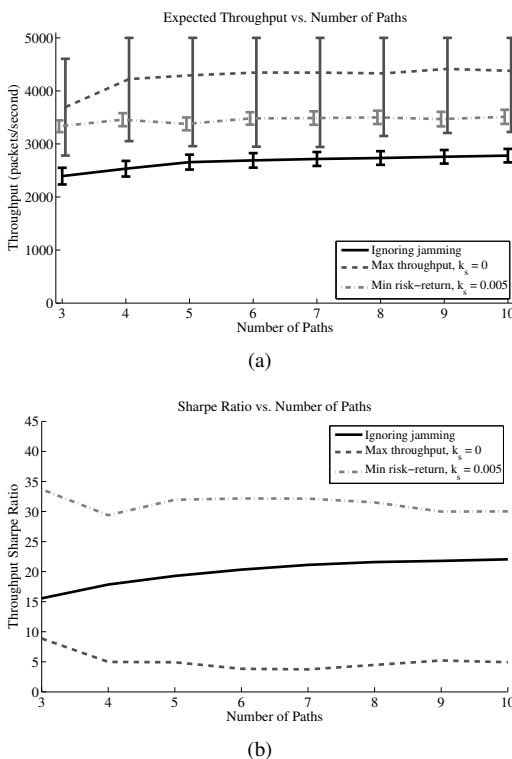 Expected Throughput vs. Number of Paths
5000
4000
3000
2000
1000
0
Throughput (packets/second)
3 4 5 6 7 8 9 10
Number of Paths
Ignoring jamming
Max throughput, k_s = 0
Min risk−return, k_s = 0.005
(a)
Sharpe Ratio vs. Number of Paths
45
40
35
30
25
20
15
10
5
0
Throughput Sharpe Ratio
3 4 5 6 7 8 9 10
Number of Paths
Ignoring jamming
Max throughput, k_s = 0
Min risk−return, k_s = 0.005
(b)